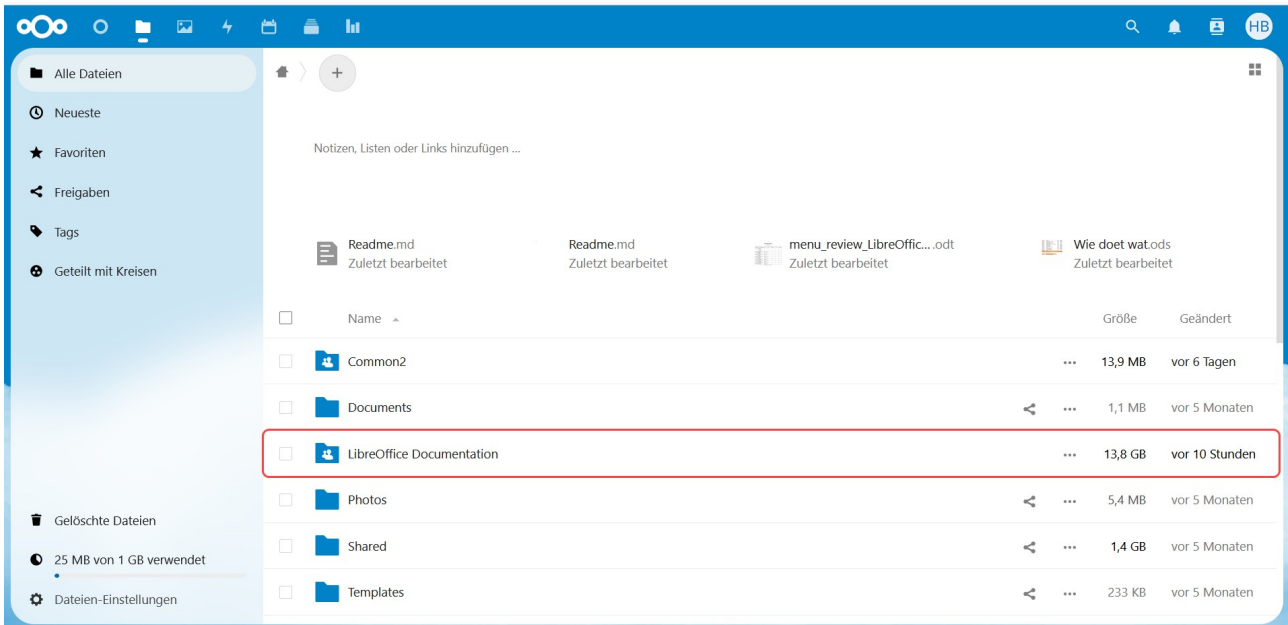 HB
Alle Dateien
Neueste
Favoriten
Freigaben
Tags
Geteilt mit Kreisen
Gelöschte Dateien
25 MB von 1 GB verwendet
Dateien-Einstellungen
Notizen, Listen oder Links hinzufügen ...
Readme.md
Zuletzt bearbeitet
Readme.md
Zuletzt bearbeitet
menu_review_LibreOffic... .odt
Zuletzt bearbeitet
Wie doet wat.ods
Zuletzt bearbeitet
Name Größe Geändert
Common2 13,9 MB vor 6 Tagen
Documents 1,1 MB vor 5 Monaten
LibreOffice Documentation 13,8 GB vor 10 Stunden
Photos 5,4 MB vor 5 Monaten
Shared 1,4 GB vor 5 Monaten
Templates 233 KB vor 5 Monaten